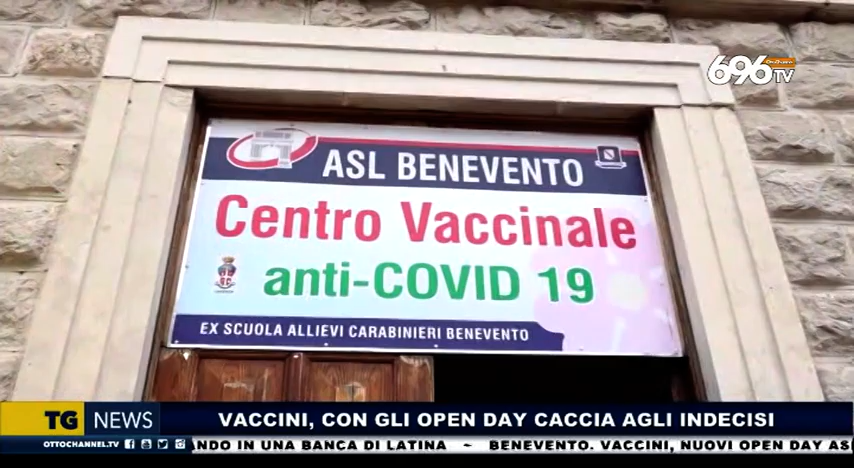 696 TV
ASL BENEVENTO
Centro Vaccinale
anti-COVID 19
EX SCUOLA ALLIEVI CARABINIERI BENEVENTO
TG NEWS
VACCINI, CON GLI OPEN DAY CACCIA AGLI INDECISI
OTTOCHANNEL.TV
ANDO IN UNA BANCA DI LATINA ~ BENEVENTO. VACCINI, NUOVI OPEN DAY AS